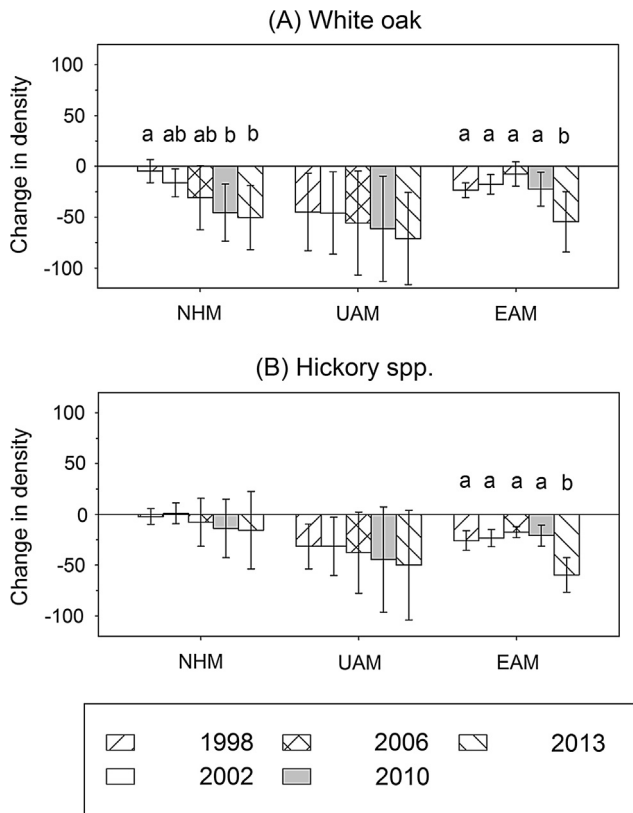 (A) White oak
Change in density
100
50
0
-50
-100
a ab ab b b
a a a a b
NHM UAM EAM
(B) Hickory spp.
Change in density
100
50
0
-50
-100
a a a a b
NHM UAM EAM
1998 2006 2013
2002 2010